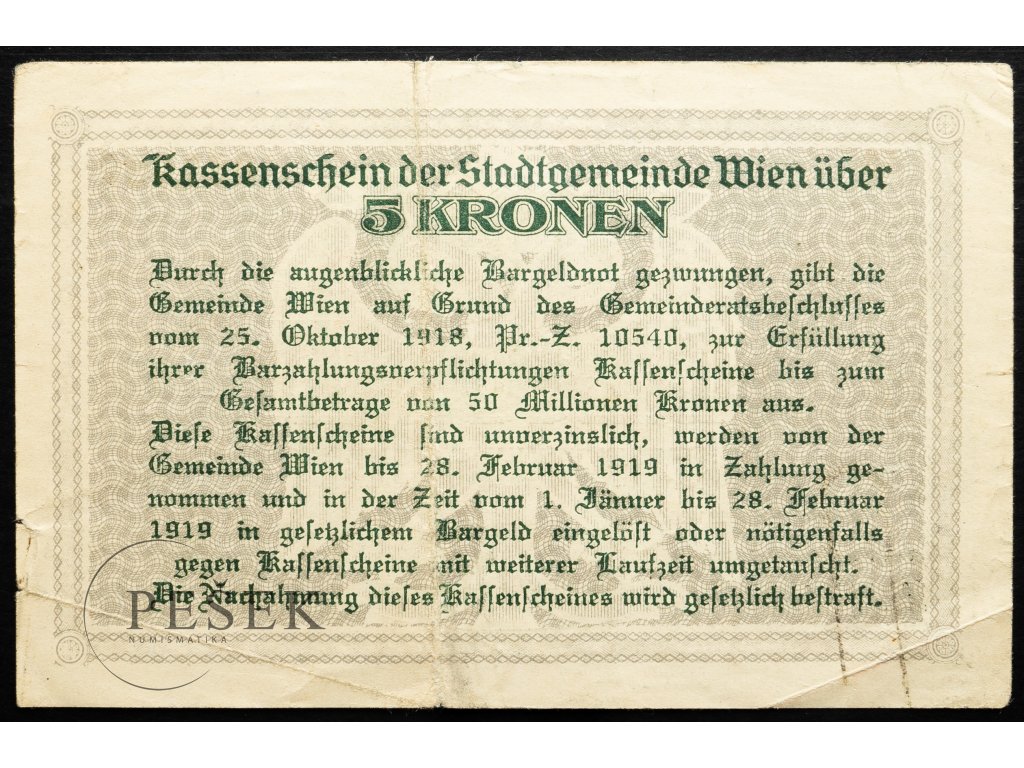 Kassenschein der Stadtgemeinde Wien über
5 KRONEN
Durch die augenblickliche Bargeldnot gezwungen, gibt die
Gemeinde Wien auf Grund des Gemeinderatsbeschlusses
vom 25. Oktober 1918, Pr.-Z. 10540, zur Erfüllung
ihrer Barzahlungsverpflichtungen Kassenscheine bis zum
Gesamtbetrage von 50 Millionen Kronen aus.
Diese Kassenscheine sind unverzinslich, werden von der
Gemeinde Wien bis 28. Februar 1919 in Zahlung ge-
nommen und in der Zeit vom 1. Jänner bis 28. Februar
1919 in gesetzlichem Bargeld eingelöst oder nötigenfalls
gegen Kassenscheine mit weiterer Laufzeit umgetauscht.
Die Nachahmung dieses Kassenscheines wird gesetzlich bestraft.
PEŠEK
NUMISMATIKA